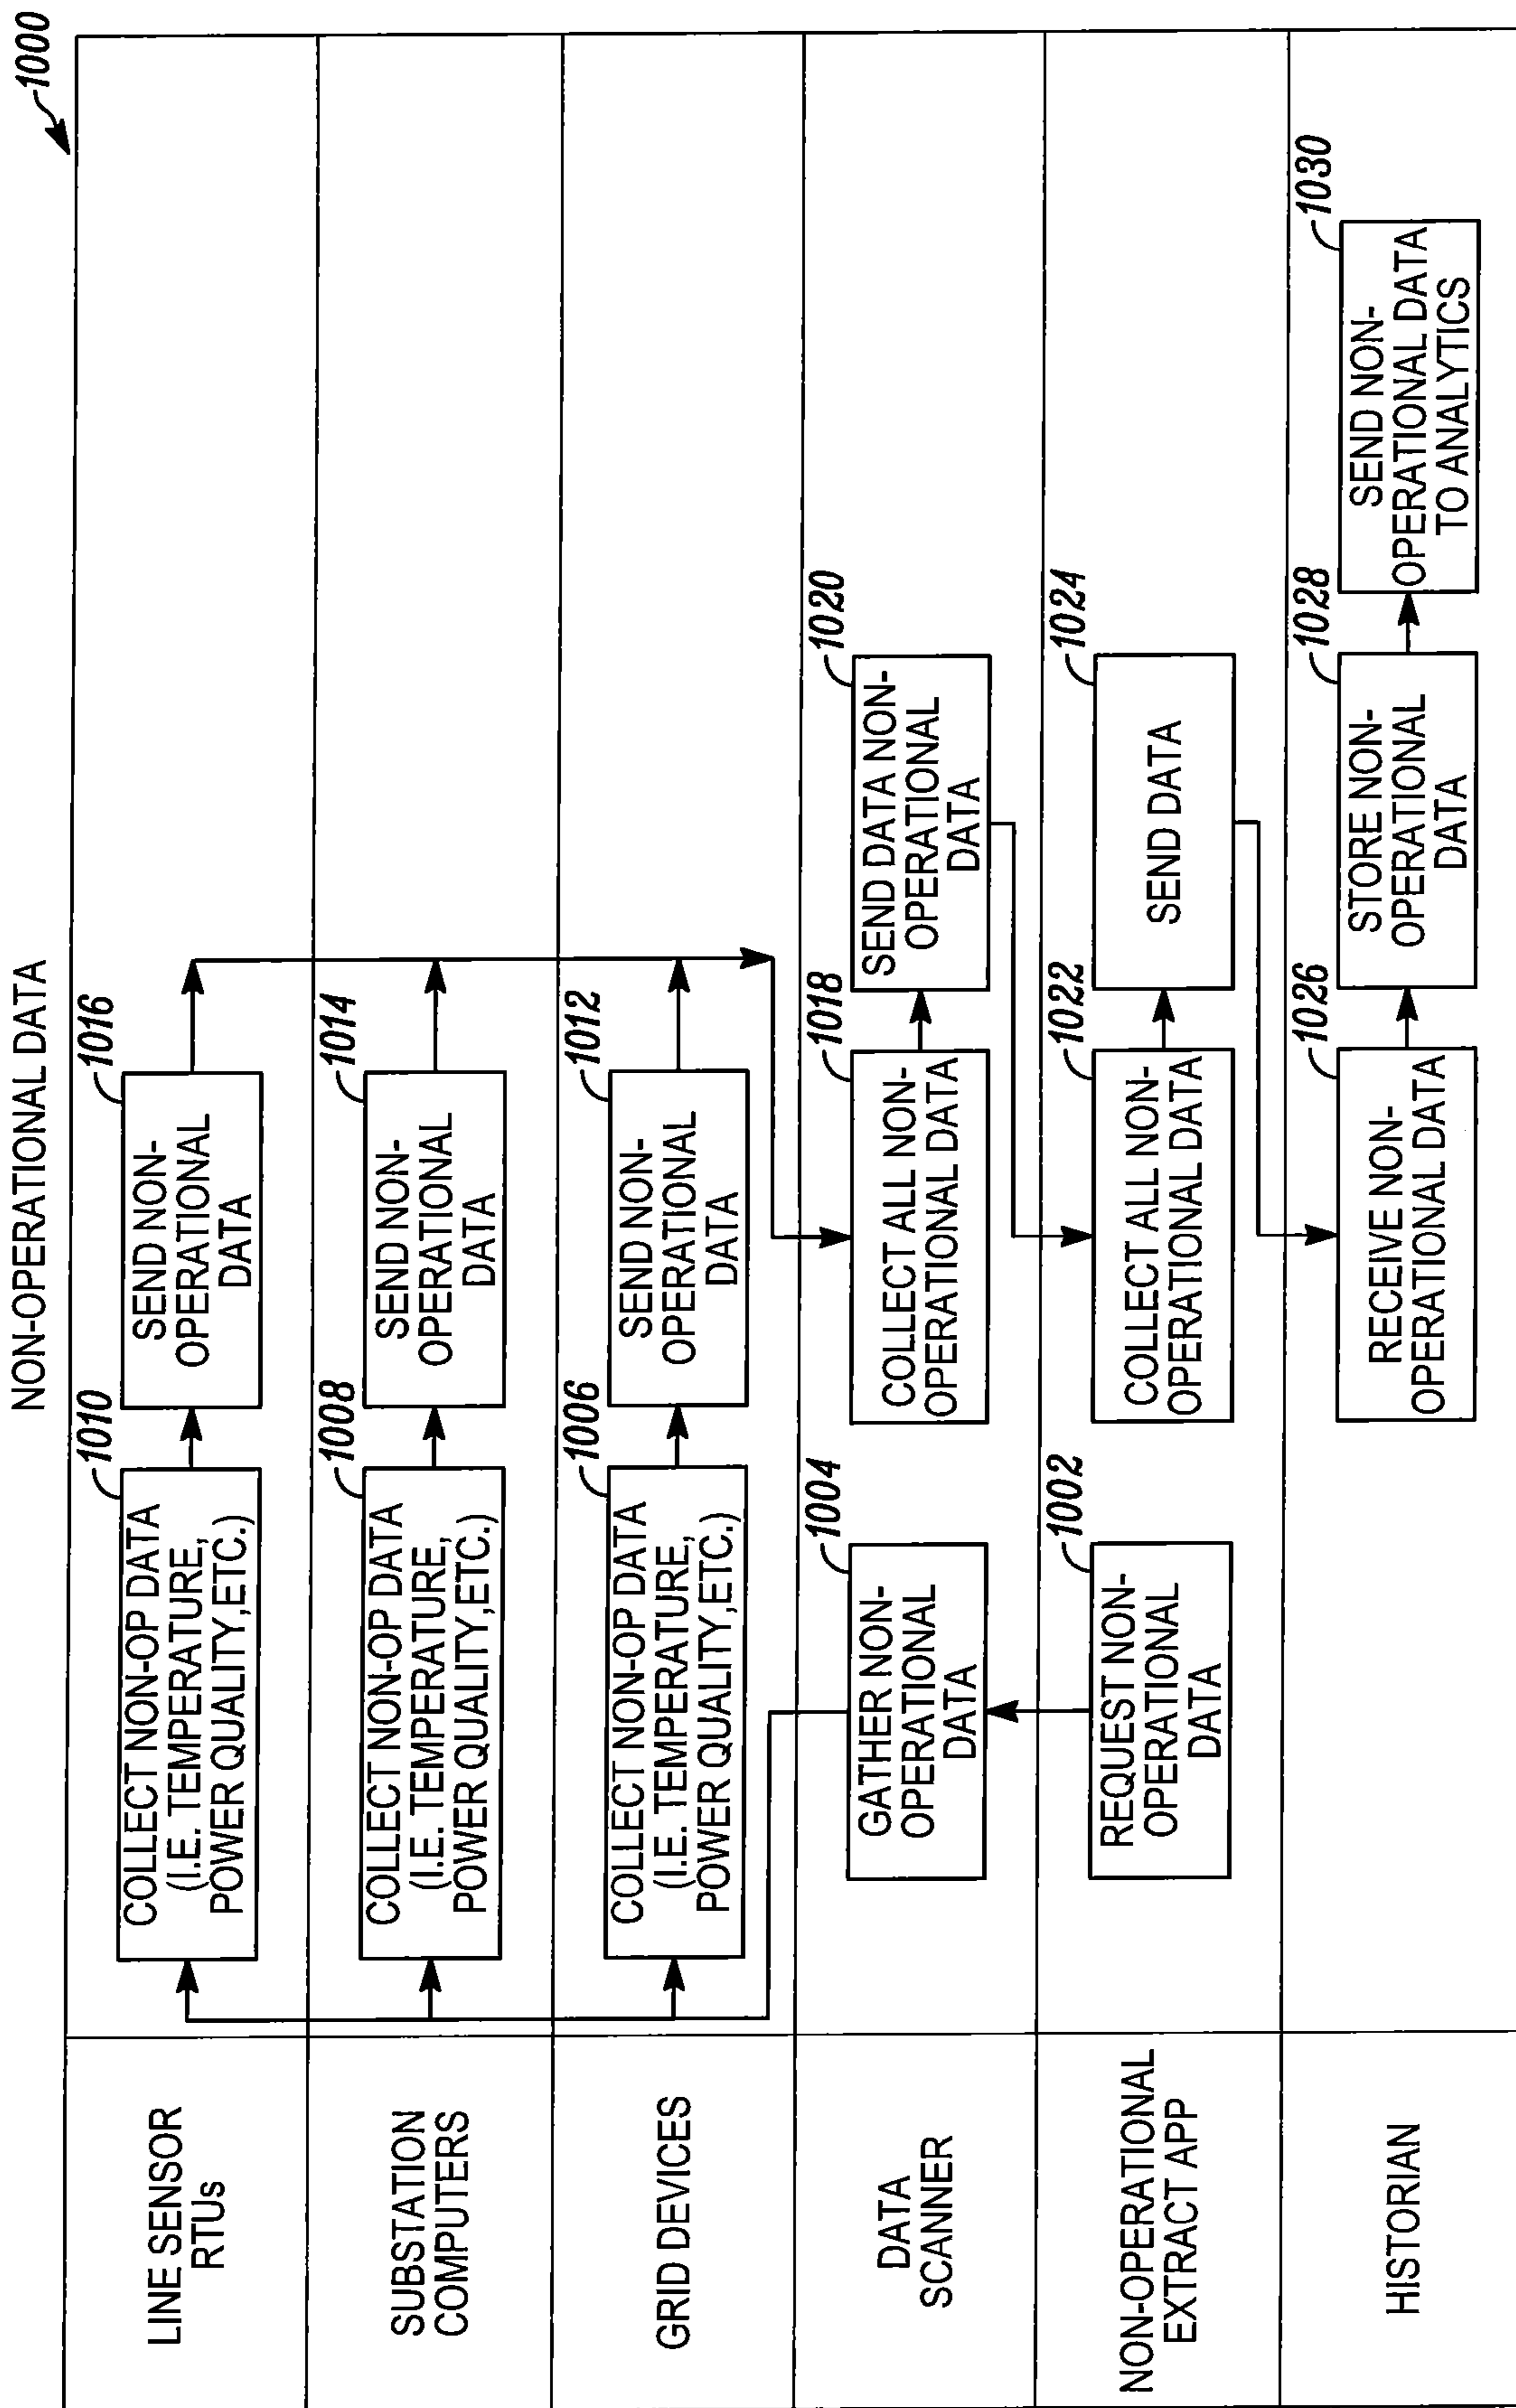 NON-OPERATIONAL DATA
1000
LINE SENSOR
RTUs
1010
COLLECT NON-OP DATA
(I.E. TEMPERATURE,
POWER QUALITY,ETC.)
1016
SEND NON-
OPERATIONAL
DATA
SUBSTATION
COMPUTERS
1008
COLLECT NON-OP DATA
(I.E. TEMPERATURE,
POWER QUALITY,ETC.)
1014
SEND NON-
OPERATIONAL
DATA
GRID DEVICES
1006
COLLECT NON-OP DATA
(I.E. TEMPERATURE,
POWER QUALITY,ETC.)
1012
SEND NON-
OPERATIONAL
DATA
DATA
SCANNER
1004
GATHER NON-
OPERATIONAL
DATA
1018
COLLECT ALL NON-
OPERATIONAL DATA
1020
SEND DATA NON-
OPERATIONAL
DATA
NON-OPERATIONAL
EXTRACT APP
1002
REQUEST NON-
OPERATIONAL
DATA
1022
COLLECT ALL NON-
OPERATIONAL DATA
1024
SEND DATA
HISTORIAN
1026
RECEIVE NON-
OPERATIONAL DATA
1028
STORE NON-
OPERATIONAL
DATA
1030
SEND NON-
OPERATIONAL DATA
TO ANALYTICS